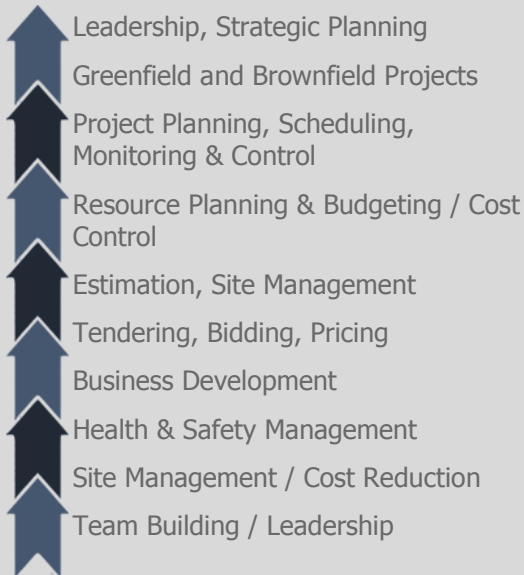 Leadership, Strategic Planning
Greenfield and Brownfield Projects
Project Planning, Scheduling,
Monitoring & Control
Resource Planning & Budgeting / Cost
Control
Estimation, Site Management
Tendering, Bidding, Pricing
Business Development
Health & Safety Management
Site Management / Cost Reduction
Team Building / Leadership